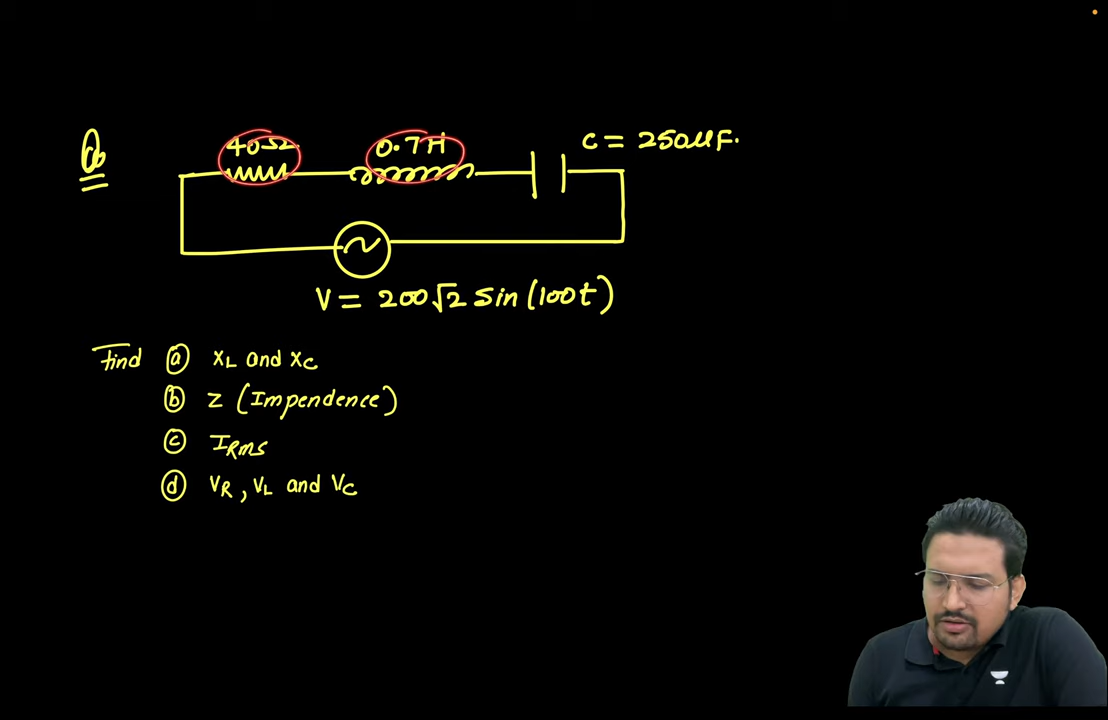 Q
40Ω 0.7H C = 250μF.
V = 200√2 Sin (100t)
Find ⓐ XL and XC
ⓑ Z (Impendence)
ⓒ IRMS
ⓓ VR, VL and VC